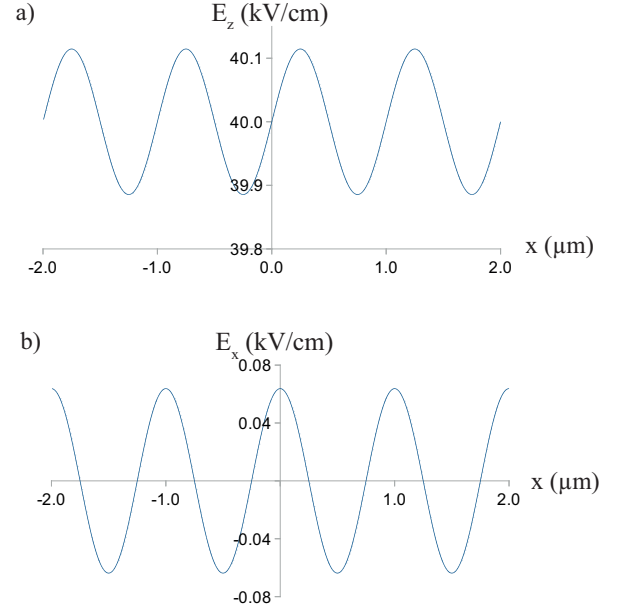 a)
E_z (kV/cm)
40.1
40.0
39.9
39.8
-2.0 -1.0 0.0 1.0 2.0
x (μm)
b)
E_x (kV/cm)
0.08
0.04
-2.0 -1.0 1.0 2.0
x (μm)
-0.04
-0.08